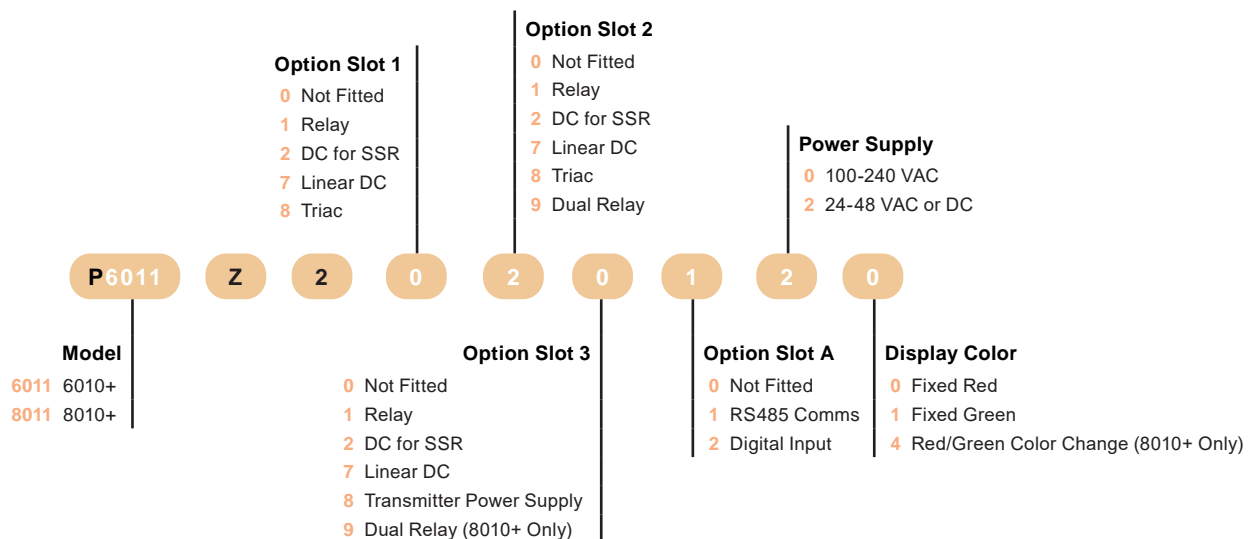 Option Slot 1
0 Not Fitted
1 Relay
2 DC for SSR
7 Linear DC
8 Triac
Option Slot 2
0 Not Fitted
1 Relay
2 DC for SSR
7 Linear DC
8 Triac
9 Dual Relay
Power Supply
0 100-240 VAC
2 24-48 VAC or DC
P6011 Z 2 0 2 0 1 2 0
Model
6011 6010+
8011 8010+
Option Slot 3
0 Not Fitted
1 Relay
2 DC for SSR
7 Linear DC
8 Transmitter Power Supply
9 Dual Relay (8010+ Only)
Option Slot A
0 Not Fitted
1 RS485 Comms
2 Digital Input
Display Color
0 Fixed Red
1 Fixed Green
4 Red/Green Color Change (8010+ Only)